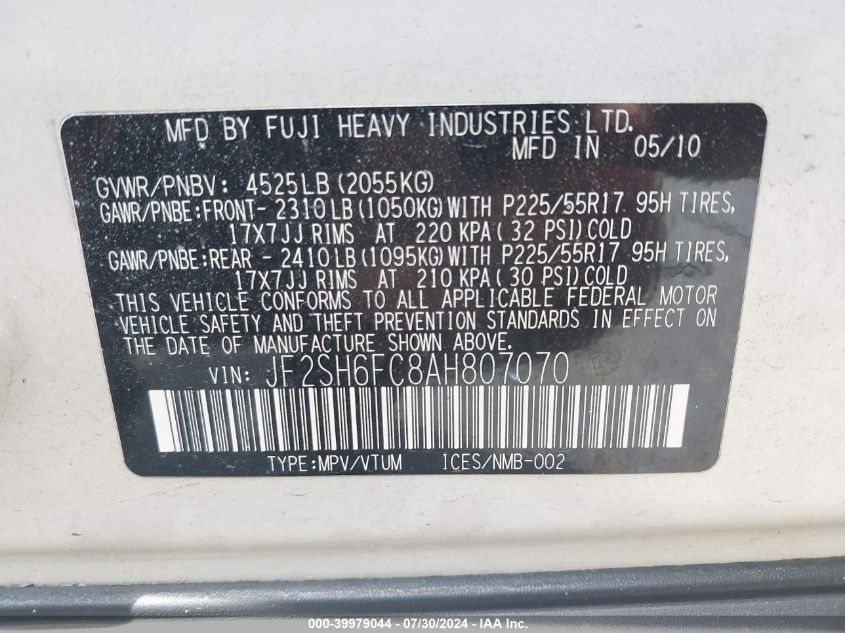 MFD BY FUJI HEAVY INDUSTRIES LTD.
MFD IN 05/10
GVWR/PNBV: 4525LB(2055KG)
GAWR/PNBE:FRONT- 2310LB(1050KG)WITH P225/55R17 95H TIRES,
17X7JJ RIMS AT 220 KPA(32 PSI)COLD
GAWR/PNBE:REAR - 2410LB(1095KG)WITH P225/55R17 95H TIRES,
17X7JJ RIMS AT 210 KPA(30 PSI)COLD
THIS VEHICLE CONFORMS TO ALL APPLICABLE FEDERAL MOTOR
VEHICLE SAFETY AND THEFT PREVENTION STANDARDS IN EFFECT ON
THE DATE OF MANUFACTURE SHOWN ABOVE.
VIN: JF2SH6FC8AH807070
TYPE:MPV/VTUM ICES/NMB-002
000-39979044 / 07/30/2024 - IAA, Inc.